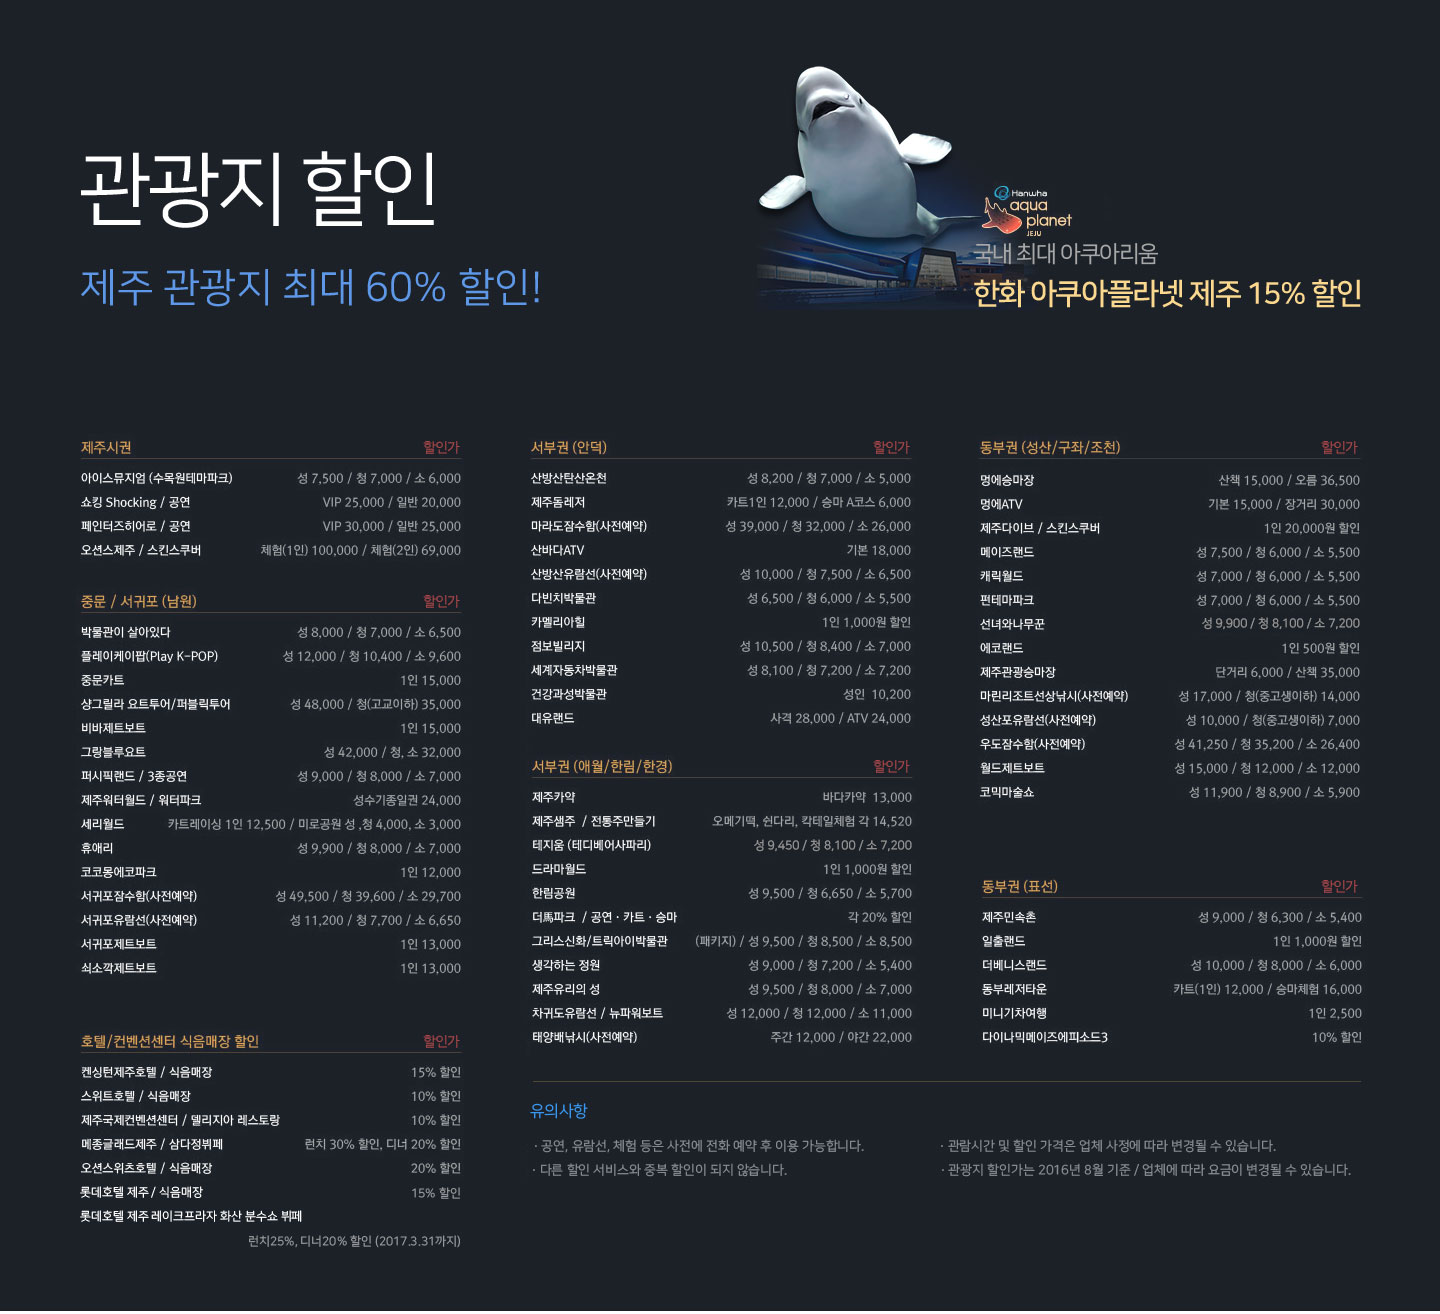 관광지 할인
제주 관광지 최대 60% 할인!
Hanwha
aqua
planet
JEJU
국내 최대 아쿠아리움
한화 아쿠아플라넷 제주 15% 할인
제주시권 할인가
아이스뮤지엄 (수목원테마파크) 성 7,500 / 청 7,000 / 소 6,000
쇼킹 Shocking / 공연 VIP 25,000 / 일반 20,000
페인터즈히어로 / 공연 VIP 30,000 / 일반 25,000
오션스제주 / 스킨스쿠버 체험(1인) 100,000 / 체험(2인) 69,000
중문 / 서귀포 (남원) 할인가
박물관이 살아있다 성 8,000 / 청 7,000 / 소 6,500
플레이케이팝(Play K-POP) 성 12,000 / 청 10,400 / 소 9,600
중문카트 1인 15,000
샹그릴라 요트투어/퍼블릭투어 성 48,000 / 청(고교이하) 35,000
비바제트보트 1인 15,000
그랑블루요트 성 42,000 / 청, 소 32,000
퍼시픽랜드 / 3종공연 성 9,000 / 청 8,000 / 소 7,000
제주워터월드 / 워터파크 성수기종일권 24,000
세리월드 카트레이싱 1인 12,500 / 미로공원 성 ,청 4,000, 소 3,000
휴애리 성 9,900 / 청 8,000 / 소 7,000
코코몽에코파크 1인 12,000
서귀포잠수함(사전예약) 성 49,500 / 청 39,600 / 소 29,700
서귀포유람선(사전예약) 성 11,200 / 청 7,700 / 소 6,650
서귀포제트보트 1인 13,000
쇠소깍제트보트 1인 13,000
호텔/컨벤션센터 식음매장 할인 할인가
켄싱턴제주호텔 / 식음매장 15% 할인
스위트호텔 / 식음매장 10% 할인
제주국제컨벤션센터 / 델리지아 레스토랑 10% 할인
메종글래드제주 / 삼다정뷔페 런치 30% 할인, 디너 20% 할인
오션스위츠호텔 / 식음매장 20% 할인
롯데호텔 제주 / 식음매장 15% 할인
롯데호텔 제주 레이크프라자 화산 분수쇼 뷔페
런치25%, 디너20% 할인 (2017.3.31까지)
서부권 (안덕) 할인가
산방산탄산온천 성 8,200 / 청 7,000 / 소 5,000
제주돔레저 카트1인 12,000 / 승마 A코스 6,000
마라도잠수함(사전예약) 성 39,000 / 청 32,000 / 소 26,000
산바다ATV 기본 18,000
산방산유람선(사전예약) 성 10,000 / 청 7,500 / 소 6,500
다빈치박물관 성 6,500 / 청 6,000 / 소 5,500
카멜리아힐 1인 1,000원 할인
점보빌리지 성 10,500 / 청 8,400 / 소 7,000
세계자동차박물관 성 8,100 / 청 7,200 / 소 7,200
건강과성박물관 성인 10,200
대유랜드 사격 28,000 / ATV 24,000
서부권 (애월/한림/한경) 할인가
제주카약 바다카약 13,000
제주샘주 / 전통주만들기 오메기떡, 쉰다리, 칵테일체험 각 14,520
테지움 (테디베어사파리) 성 9,450 / 청 8,100 / 소 7,200
드라마월드 1인 1,000원 할인
한림공원 성 9,500 / 청 6,650 / 소 5,700
더馬파크 / 공연 · 카트 · 승마 각 20% 할인
그리스신화/트릭아이박물관 (패키지) / 성 9,500 / 청 8,500 / 소 8,500
생각하는 정원 성 9,000 / 청 7,200 / 소 5,400
제주유리의 성 성 9,500 / 청 8,000 / 소 7,000
차귀도유람선 / 뉴파워보트 성 12,000 / 청 12,000 / 소 11,000
태양배낚시(사전예약) 주간 12,000 / 야간 22,000
동부권 (성산/구좌/조천) 할인가
멍에승마장 산책 15,000 / 오름 36,500
멍에ATV 기본 15,000 / 장거리 30,000
제주다이브 / 스킨스쿠버 1인 20,000원 할인
메이즈랜드 성 7,500 / 청 6,000 / 소 5,500
캐릭월드 성 7,000 / 청 6,000 / 소 5,500
펀테마파크 성 7,000 / 청 6,000 / 소 5,500
선녀와나무꾼 성 9,900 / 청 8,100 / 소 7,200
에코랜드 1인 500원 할인
제주관광승마장 단거리 6,000 / 산책 35,000
마린리조트선상낚시(사전예약) 성 17,000 / 청(중고생이하) 14,000
성산포유람선(사전예약) 성 10,000 / 청(중고생이하) 7,000
우도잠수함(사전예약) 성 41,250 / 청 35,200 / 소 26,400
월드제트보트 성 15,000 / 청 12,000 / 소 12,000
코믹마술쇼 성 11,900 / 청 8,900 / 소 5,900
동부권 (표선) 할인가
제주민속촌 성 9,000 / 청 6,300 / 소 5,400
일출랜드 1인 1,000원 할인
더베니스랜드 성 10,000 / 청 8,000 / 소 6,000
동부레저타운 카트(1인) 12,000 / 승마체험 16,000
미니기차여행 1인 2,500
다이나믹메이즈에피소드3 10% 할인
유의사항
· 공연, 유람선, 체험 등은 사전에 전화 예약 후 이용 가능합니다.
· 다른 할인 서비스와 중복 할인이 되지 않습니다.
· 관람시간 및 할인 가격은 업체 사정에 따라 변경될 수 있습니다.
· 관광지 할인가는 2016년 8월 기준 / 업체에 따라 요금이 변경될 수 있습니다.